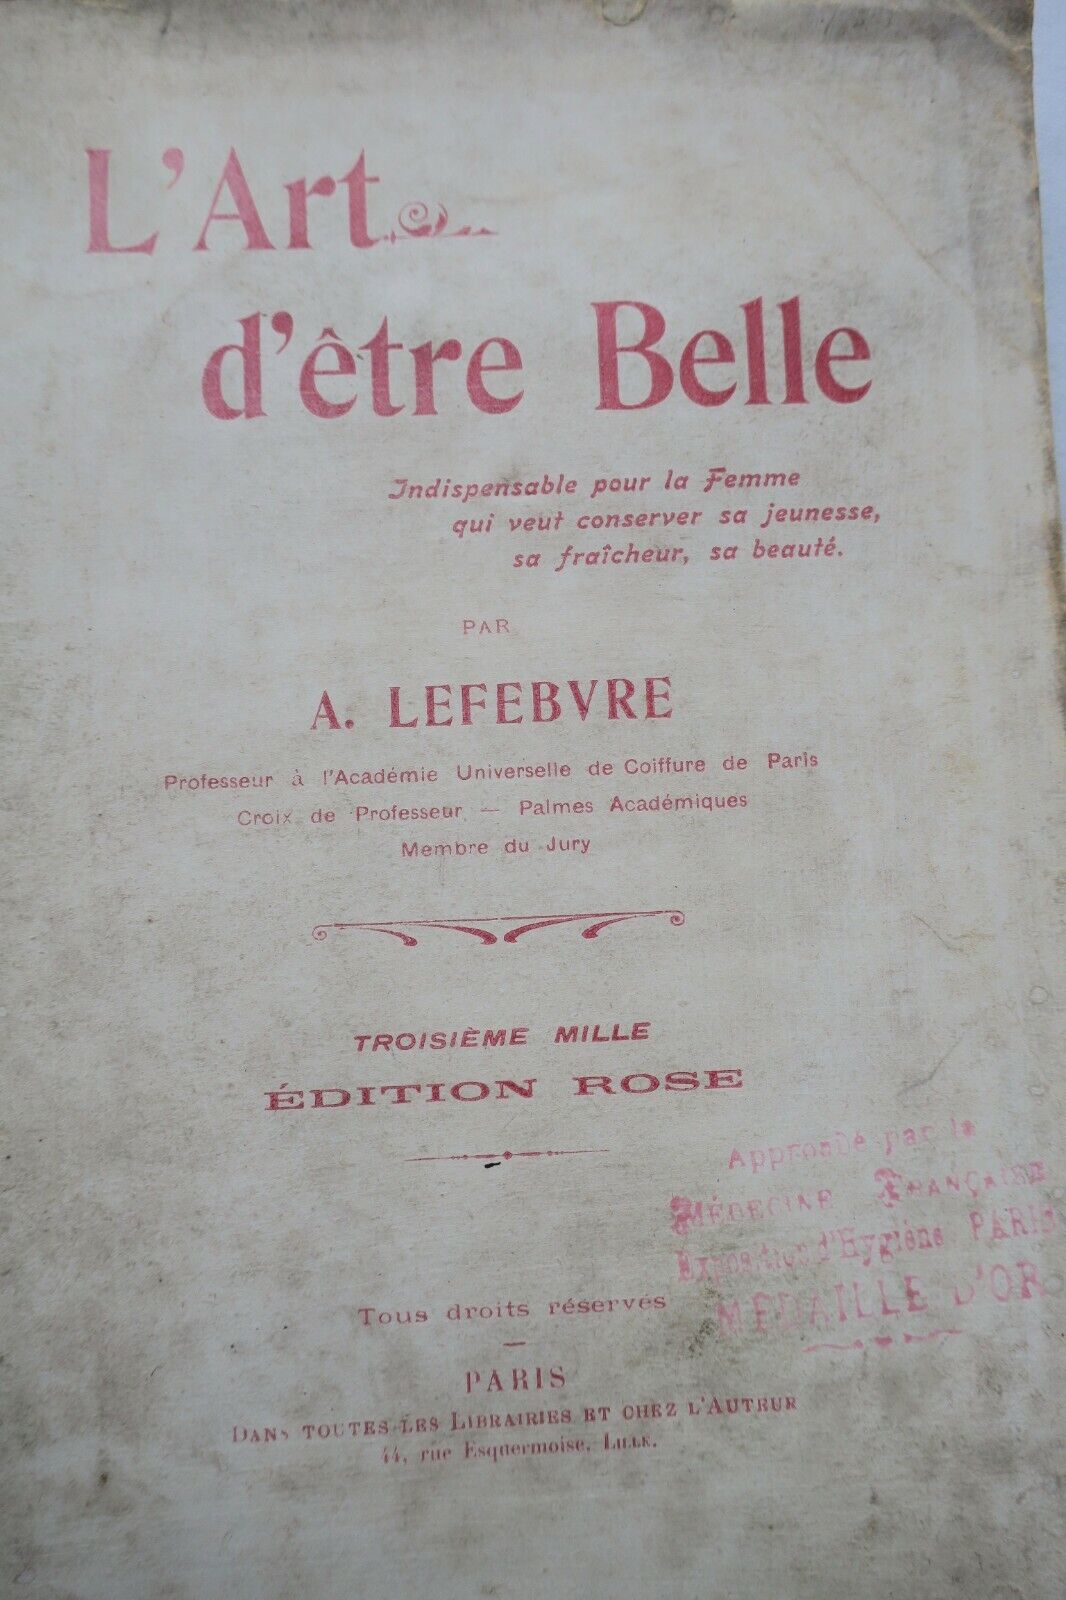 L'Art
d'être Belle
Indispensable pour la Femme
qui veut conserver sa jeunesse,
sa fraîcheur, sa beauté.
PAR
A. LEFEBVRE
Professeur à l'Académie Universelle de Coiffure de Paris
Croix de Professeur — Palmes Académiques
Membre du Jury
TROISIÈME MILLE
ÉDITION ROSE
Approuvé par la
MÉDECINE FRANÇAISE
Exposition d'Hygiène PARIS
MÉDAILLE D'OR
Tous droits réservés
PARIS
DANS TOUTES LES LIBRAIRIES ET CHEZ L'AUTEUR
44, rue Esquermoise, LILLE.